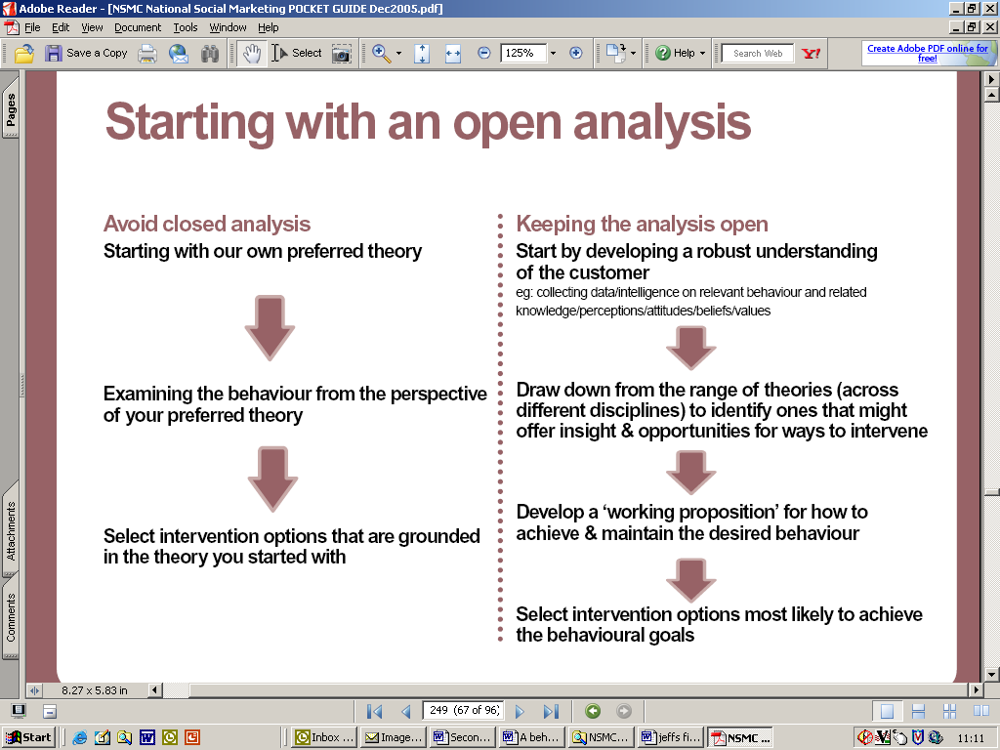 Adobe Reader - [NSMC National Social Marketing POCKET GUIDE Dec2005.pdf]
File Edit View Document Tools Window Help
Save a Copy Select 125% Help Search Web Y! Create Adobe PDF online for
free!
Pages
Starting with an open analysis
Avoid closed analysis
Starting with our own preferred theory
Examining the behaviour from the perspective
of your preferred theory
Select intervention options that are grounded
in the theory you started with
Keeping the analysis open
Start by developing a robust understanding
of the customer
eg: collecting data/intelligence on relevant behaviour and related
knowledge/perceptions/attitudes/beliefs/values
Draw down from the range of theories (across
different disciplines) to identify ones that might
offer insight & opportunities for ways to intervene
Develop a ‘working proposition’ for how to
achieve & maintain the desired behaviour
Select intervention options most likely to achieve
the behavioural goals
Attachments
Comments
8.27 x 5.83 in
249 (67 of 96)
Start Inbox ... Image... Secon... A beh... NSMC... jeffs fi... NSMC ... 11:11